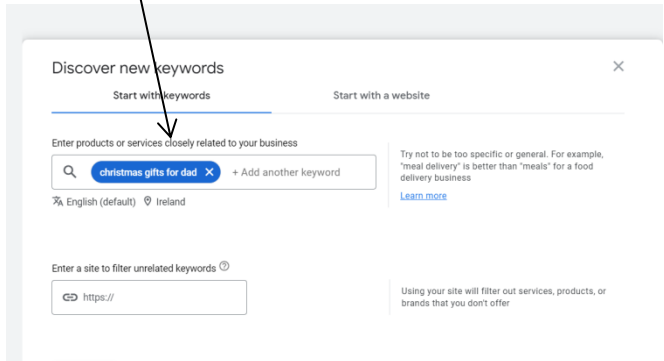 Discover new keywords
Start with keywords
Start with a website
Enter products or services closely related to your business
christmas gifts for dad
+ Add another keyword
Try not to be too specific or general. For example,
"meal delivery" is better than "meals" for a food
delivery business
Learn more
English (default) Ireland
Enter a site to filter unrelated keywords
https://
Using your site will filter out services, products, or
brands that you don't offer